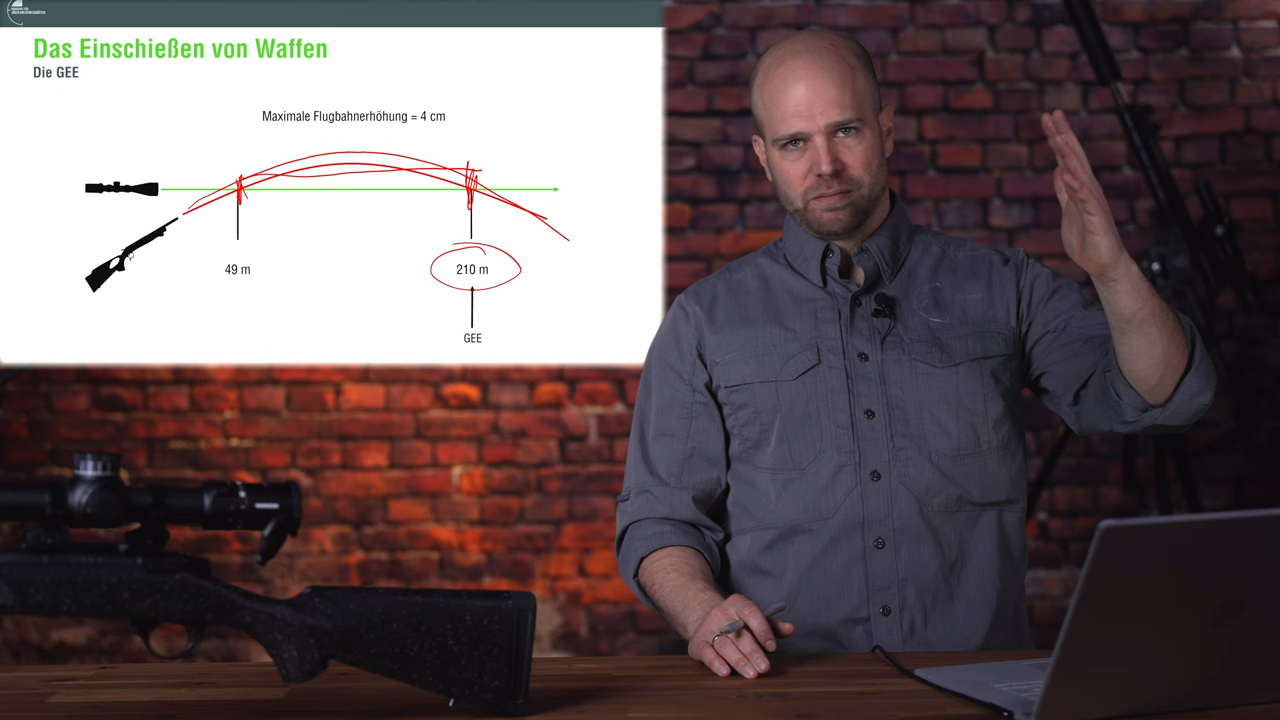 Das Einschießen von Waffen
Die GEE
Maximale Flugbahnerhöhung = 4 cm
49 m
210 m
GEE